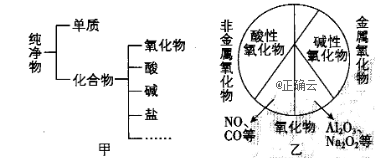 纯净物
单质
化合物
氧化物
酸
碱
盐
……
甲
非金属氧化物
酸性
氧化物
碱性
氧化物
金属氧化物
@正确云
氧化物
NO、
CO等
Al₂O₃、
Na₂O₂等
乙